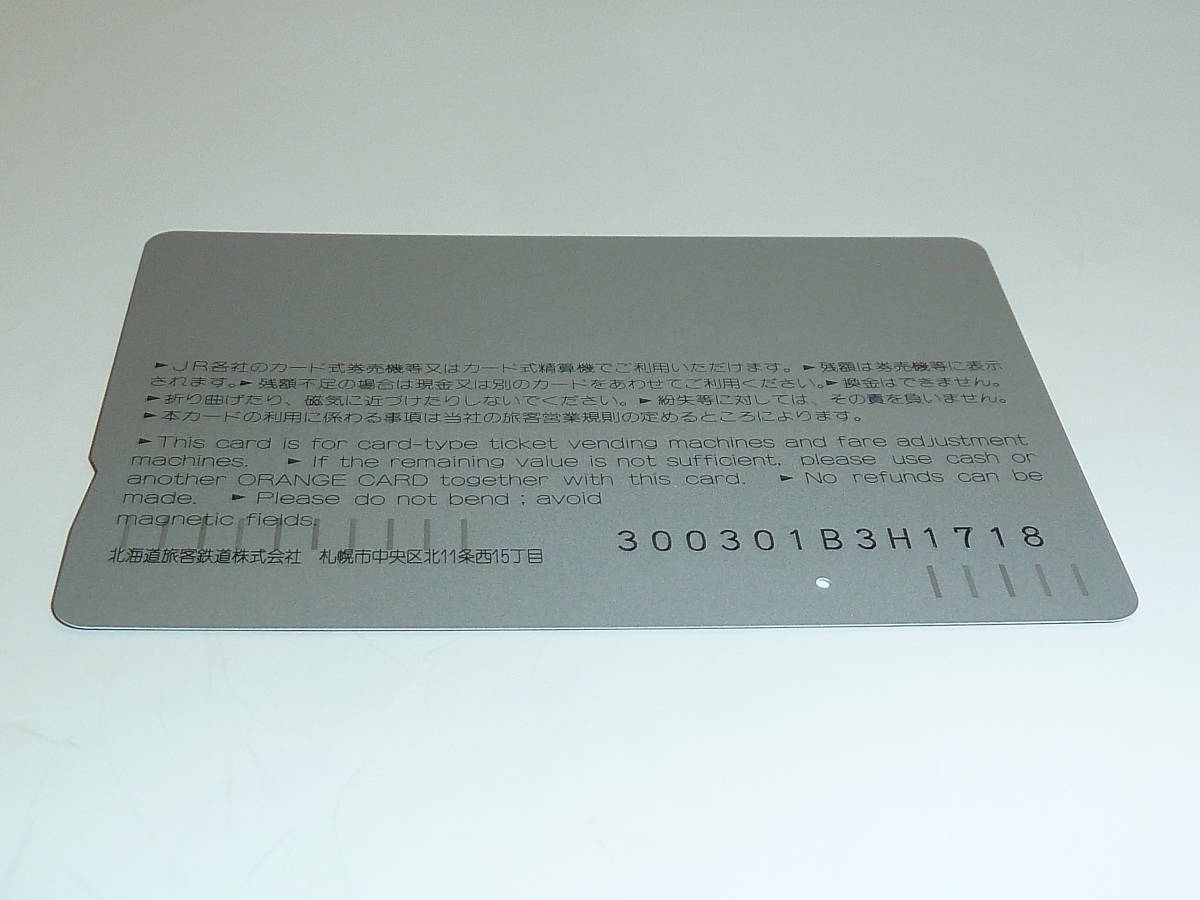 ►JR各社のカード式券売機等又はカード式精算機でご利用いただけます。►残額は券売機等に表示
されます。►残額不足の場合は現金又は別のカードをあわせてご利用ください。►換金はできません。
►折り曲げたり、磁気に近づけたりしないでください。►紛失等に対しては、その責を負いません。
►本カードの利用に係わる事項は当社の旅客営業規則の定めるところによります。
►This card is for card-type ticket vending machines and fare adjustment
machines. ►If the remaining value is not sufficient, please use cash or
another ORANGE CARD together with this card. ►No refunds can be
made. ►Please do not bend ; avoid
magnetic fields.
300301B3H1718
北海道旅客鉄道株式会社 札幌市中央区北11条西15丁目